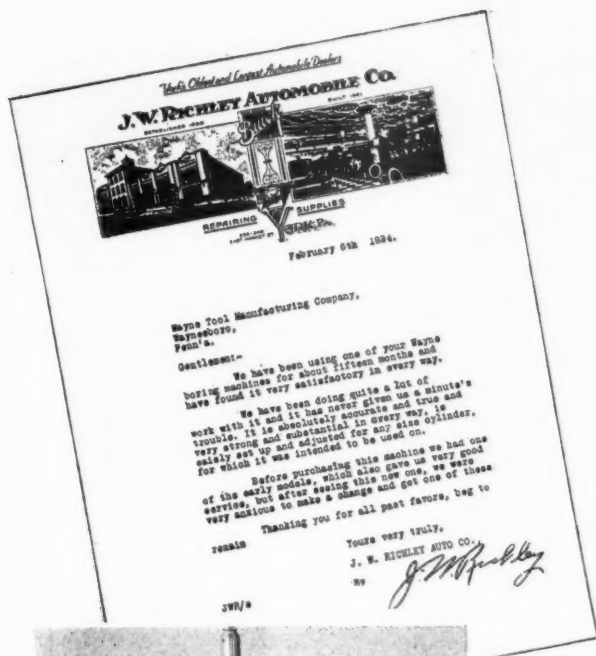 York's Oldest and Largest Automobile Dealers
J.W. RICHLEY AUTOMOBILE CO.
ESTABLISHED
BUILT
Buick
REPAIRING
SUPPLIES
EAST MARKET ST.
YORK, PA.
February 6th 1924.
Wayne Tool Manufacturing Company,
Waynesboro,
Penn'a.
Gentlemen:-
We have been using one of your Wayne
boring machines for about fifteen months and
have found it very satisfactory in every way.
We have been doing quite a lot of
work with it and it has never given us a minute's
trouble. It is absolutely accurate and true and
very strong and substantial in every way, is
easily set up and adjusted for any size cylinder,
for which it was intended to be used on.
Before purchasing this machine we had one
of the early models, which also gave us very good
service, but after seeing this new one, we were
very anxious to make a change and get one of these
Thanking you for all past favors, beg to
remain
Yours very truly,
J. W. RICHLEY AUTO CO.
By J.W. Richley
JWR/